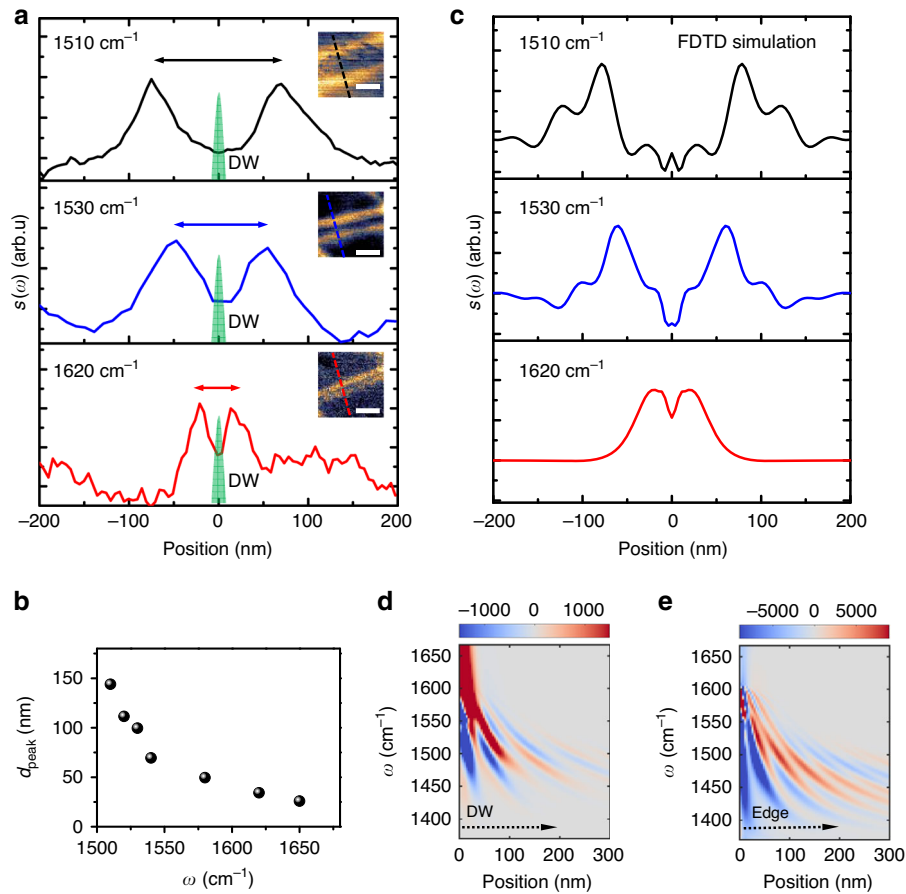 a
1510 cm⁻¹
DW
1530 cm⁻¹
DW
1620 cm⁻¹
DW
s(ω) (arb.u)
−200 −100 0 100 200
Position (nm)
c
1510 cm⁻¹ FDTD simulation
1530 cm⁻¹
1620 cm⁻¹
s(ω) (arb.u)
−200 −100 0 100 200
Position (nm)
b
150
100
50
25
0
d_peak (nm)
1500 1550 1600 1650
ω (cm⁻¹)
d
−1000 0 1000
1650
1600
1550
1500
1450
1400
ω (cm⁻¹)
DW
0 100 200 300
Position (nm)
e
−5000 0 5000
1650
1600
1550
1500
1450
1400
ω (cm⁻¹)
Edge
0 100 200 300
Position (nm)